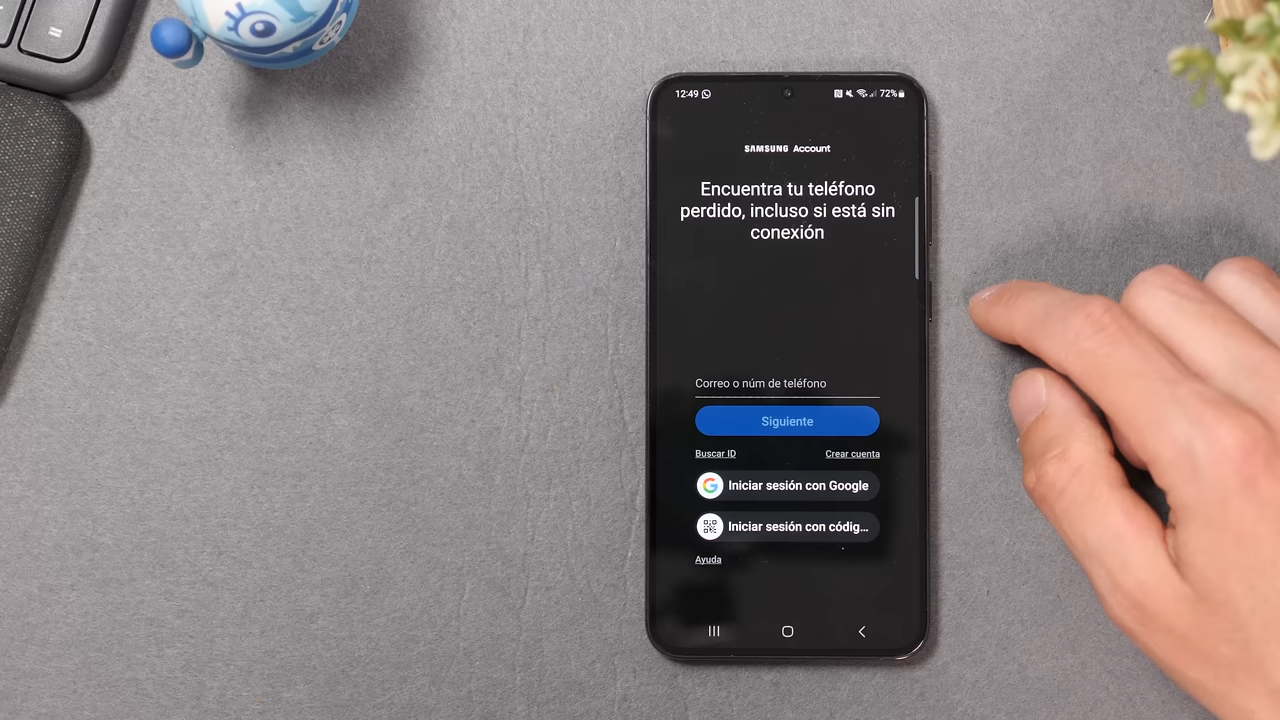 12:49
72%
SAMSUNG Account
Encuentra tu teléfono
perdido, incluso si está sin
conexión
Correo o núm de teléfono
Siguiente
Buscar ID
Crear cuenta
Iniciar sesión con Google
Iniciar sesión con códig...
Ayuda